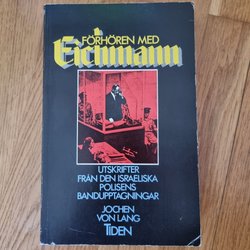 FÖRHÖREN MED
Eichmann
UTSKRIFTER
FRÅN DEN ISRAELISKA
POLISENS
BANDUPPTAGNINGAR
JOCHEN
VON LANG
TIDEN